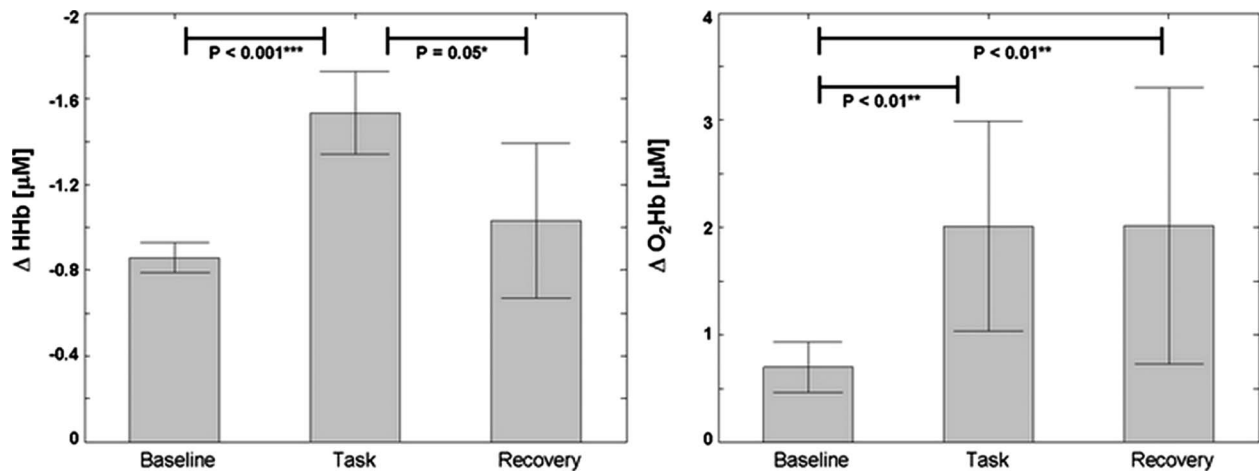 -2
-1.6
-1.2
-0.8
-0.4
0
Δ HHb [µM]
P < 0.001***
P = 0.05*
Baseline Task Recovery
4
3
2
1
0
Δ O₂Hb [µM]
P < 0.01**
P < 0.01**
Baseline Task Recovery